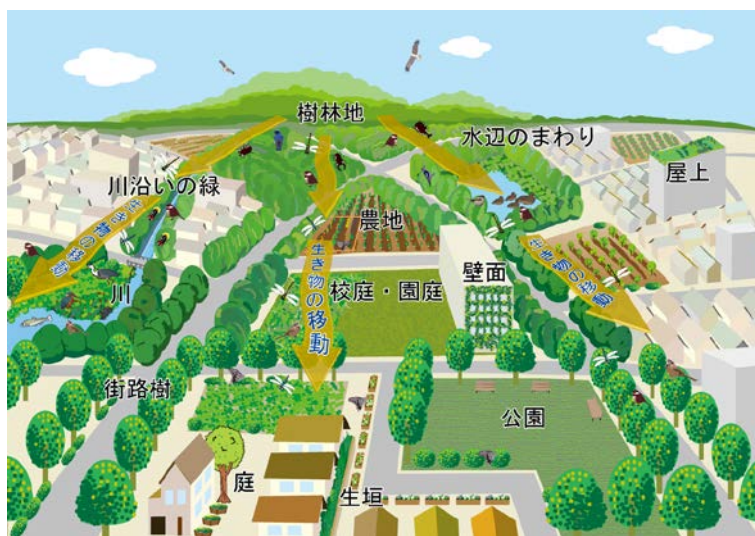 樹林地
水辺のまわり
屋上
川沿いの緑
生き物の移動
農地
生き物の移動
壁面
生き物の移動
川
校庭・園庭
街路樹
公園
庭
生垣